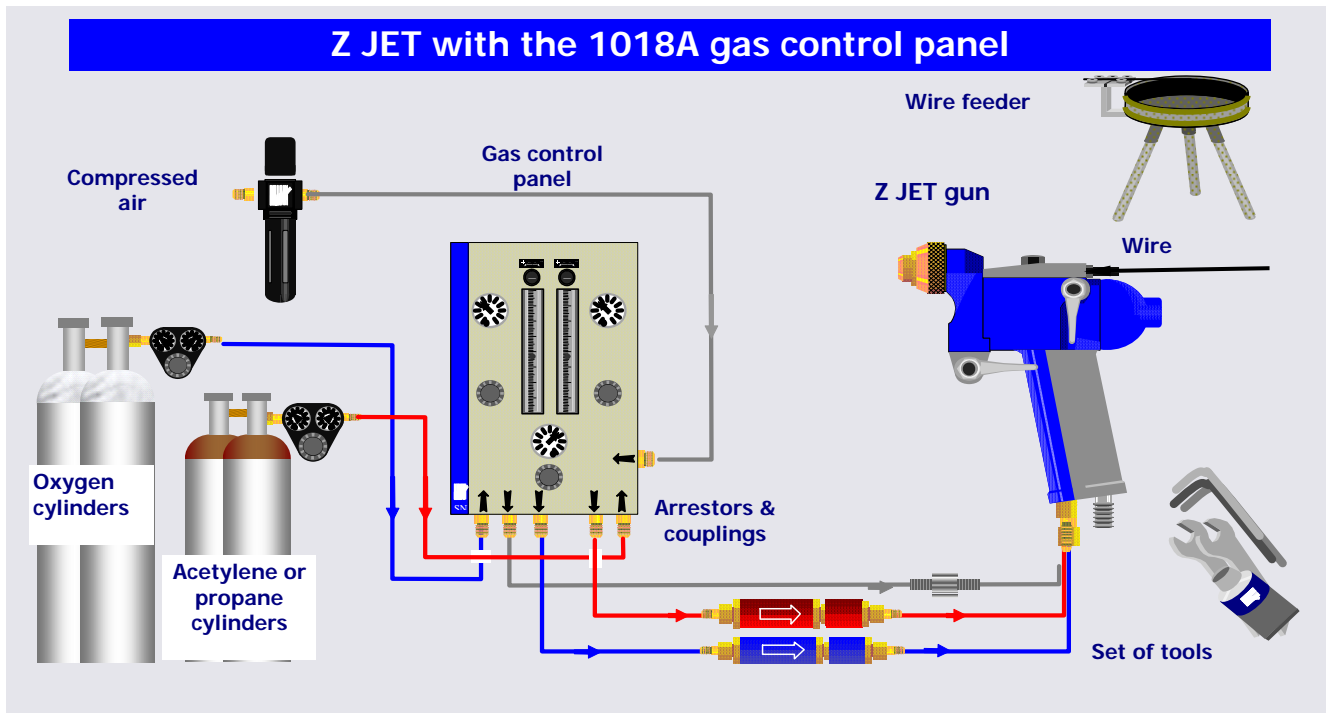 Z JET with the 1018A gas control panel
Wire feeder
Gas control
panel
Compressed
air
Z JET gun
Wire
Oxygen
cylinders
Arrestors &
couplings
Acetylene or
propane
cylinders
Set of tools